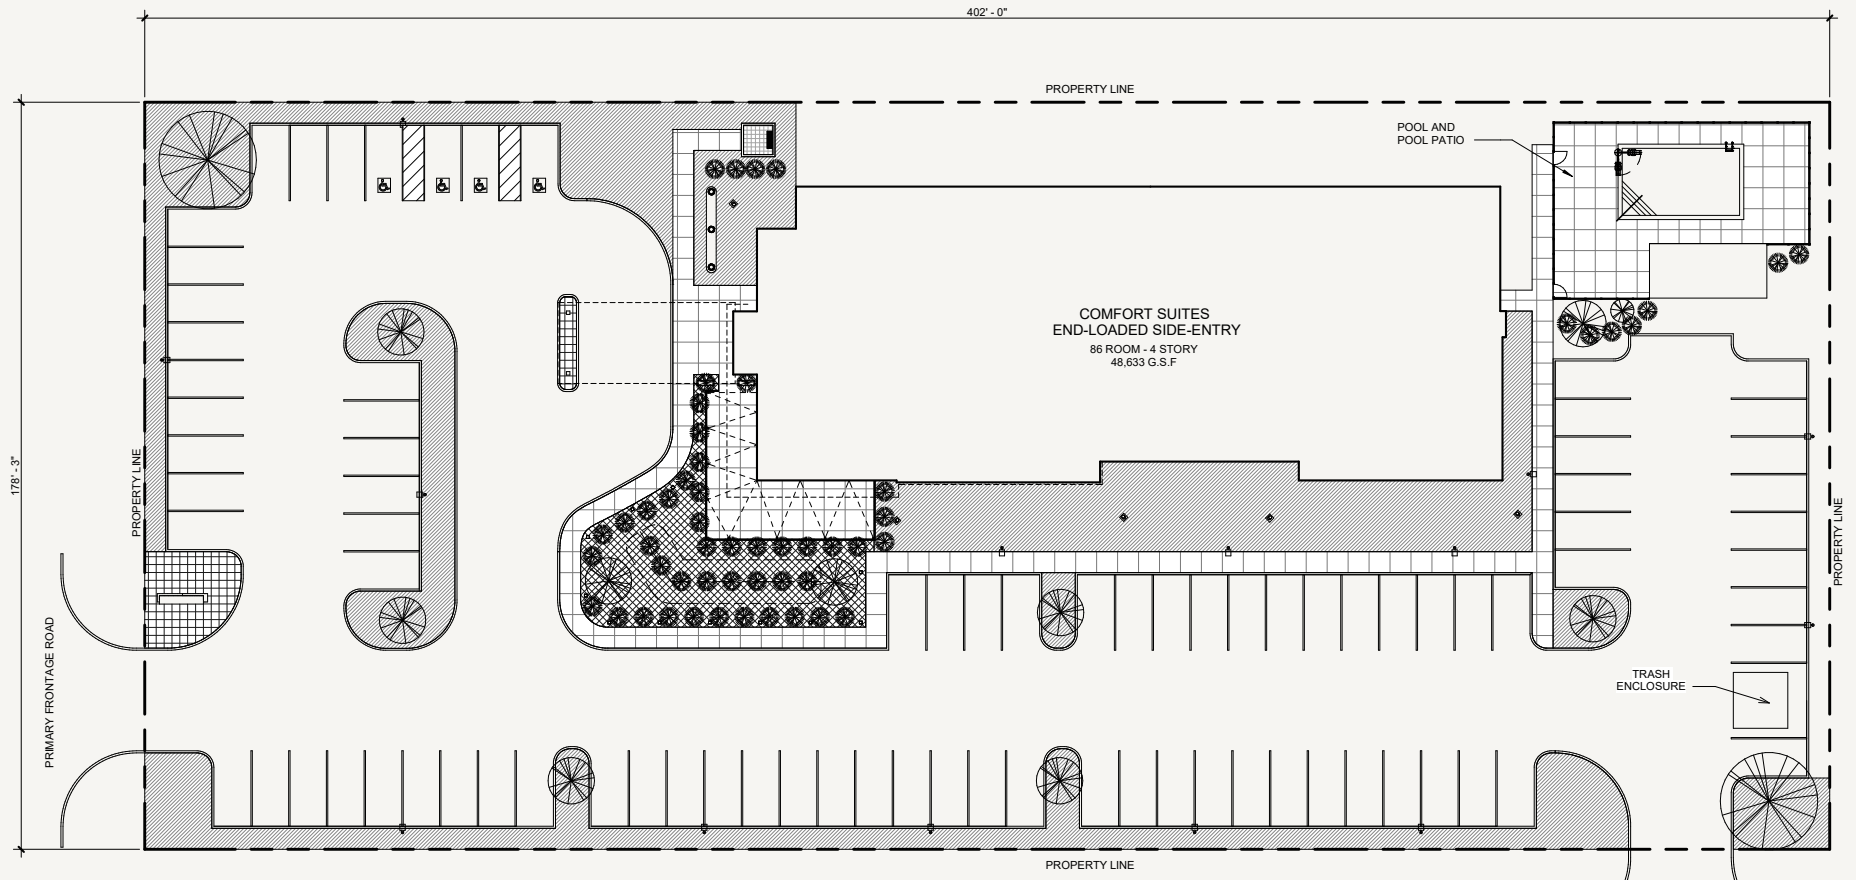 402' - 0"
PROPERTY LINE
POOL AND
POOL PATIO
COMFORT SUITES
END-LOADED SIDE-ENTRY
86 ROOM - 4 STORY
48,633 G.S.F
178' - 3"
PROPERTY LINE
PROPERTY LINE
PRIMARY FRONTAGE ROAD
TRASH
ENCLOSURE
PROPERTY LINE